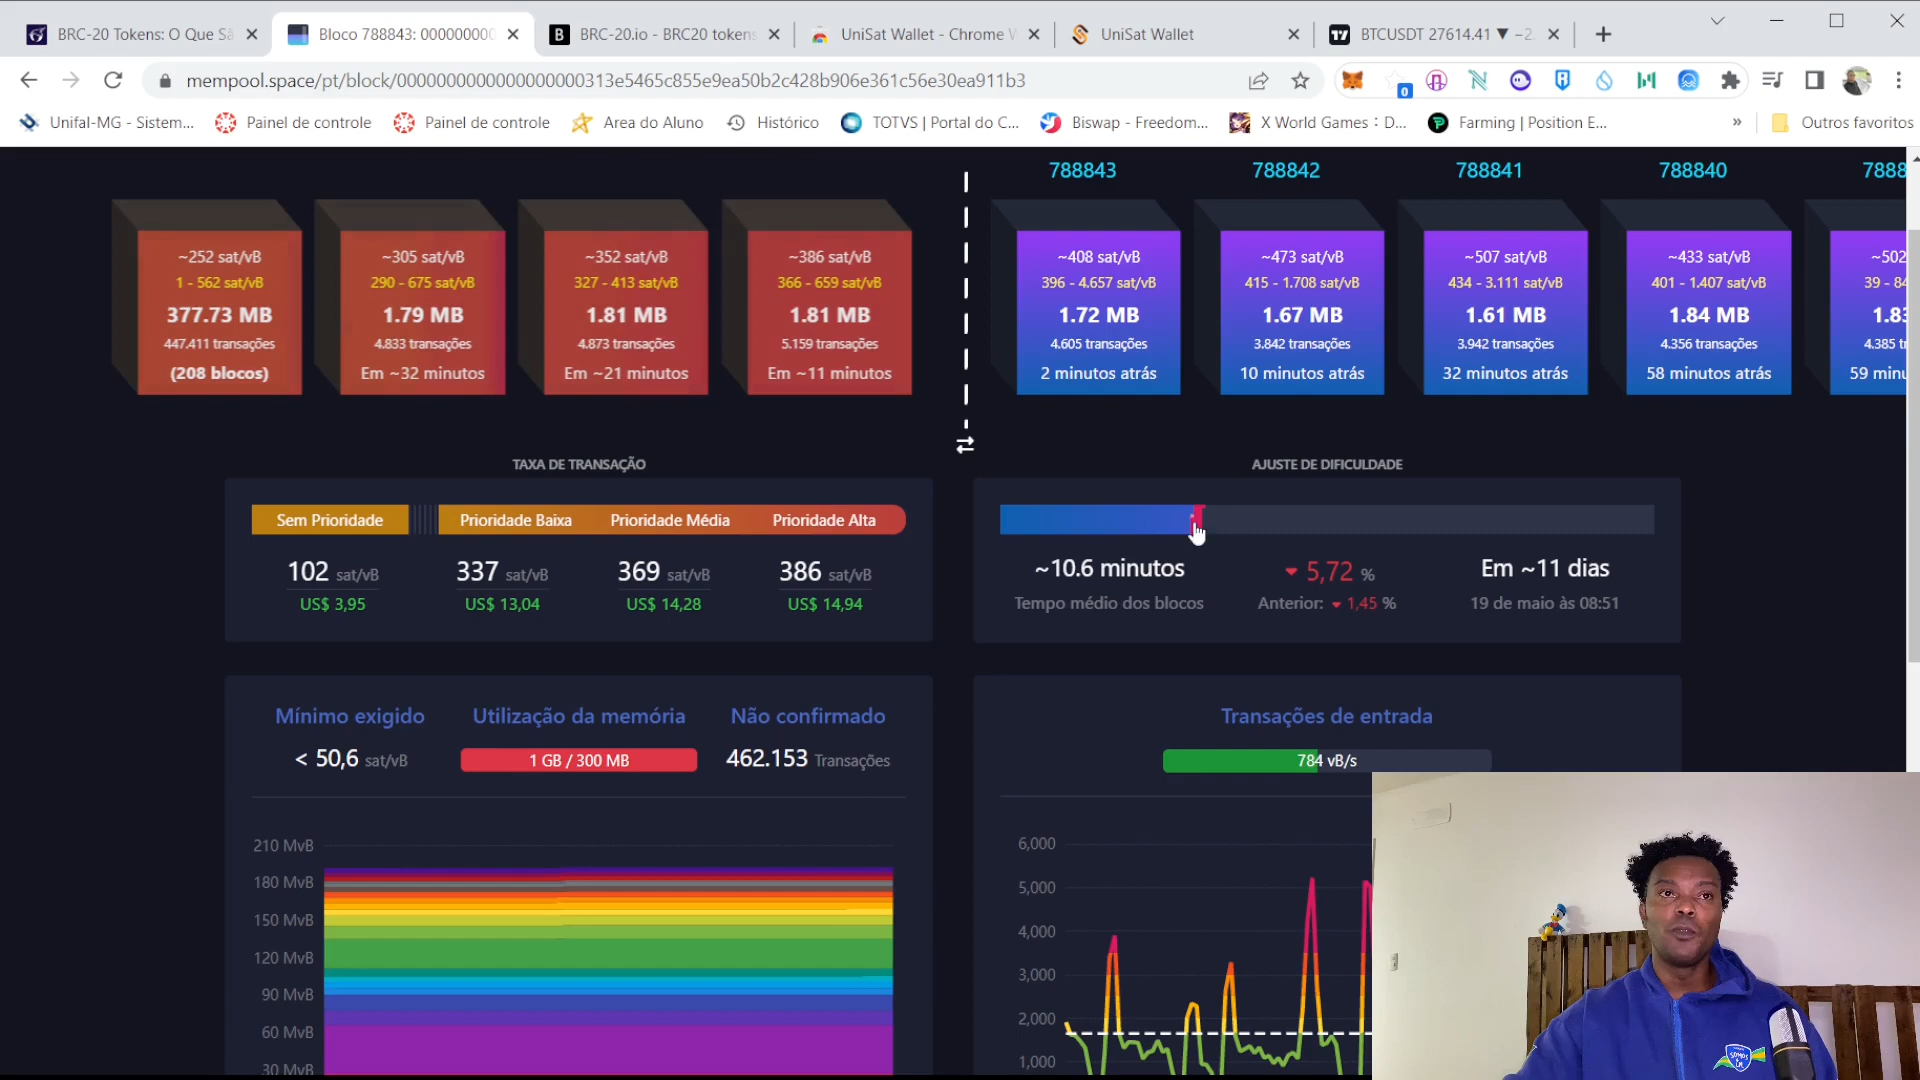 BRC-20 Tokens: O Que Sã
Bloco 788843: 000000000
BRC-20.io - BRC20 tokens
UniSat Wallet - Chrome W
UniSat Wallet
BTCUSDT 27614.41 ▼ −2
mempool.space/pt/block/0000000000000000000313e5465c855e9ea50b2c428b906e361c56e30ea911b3
0
Unifal-MG - Sistem...
Painel de controle
Painel de controle
Area do Aluno
Histórico
TOTVS | Portal do C...
Biswap - Freedom...
X World Games : D...
Farming | Position E...
»
Outros favoritos
788843
788842
788841
788840
7888
~252 sat/vB
1 - 562 sat/vB
377.73 MB
447.411 transações
(208 blocos)
~305 sat/vB
290 - 675 sat/vB
1.79 MB
4.833 transações
Em ~32 minutos
~352 sat/vB
327 - 413 sat/vB
1.81 MB
4.873 transações
Em ~21 minutos
~386 sat/vB
366 - 659 sat/vB
1.81 MB
5.159 transações
Em ~11 minutos
~408 sat/vB
396 - 4.657 sat/vB
1.72 MB
4.605 transações
2 minutos atrás
~473 sat/vB
415 - 1.708 sat/vB
1.67 MB
3.842 transações
10 minutos atrás
~507 sat/vB
434 - 3.111 sat/vB
1.61 MB
3.942 transações
32 minutos atrás
~433 sat/vB
401 - 1.407 sat/vB
1.84 MB
4.356 transações
58 minutos atrás
~502
39 - 84
1.83
4.385 tr
59 minu
TAXA DE TRANSAÇÃO
Sem Prioridade
Prioridade Baixa
Prioridade Média
Prioridade Alta
102 sat/vB
337 sat/vB
369 sat/vB
386 sat/vB
US$ 3,95
US$ 13,04
US$ 14,28
US$ 14,94
AJUSTE DE DIFICULDADE
~10.6 minutos
5,72 %
Em ~11 dias
Tempo médio dos blocos
Anterior: 1,45 %
19 de maio às 08:51
Mínimo exigido
Utilização da memória
Não confirmado
< 50,6 sat/vB
1 GB / 300 MB
462.153 Transações
210 MvB
180 MvB
150 MvB
120 MvB
90 MvB
60 MvB
30 MvB
Transações de entrada
784 vB/s
6,000
5,000
4,000
3,000
2,000
1,000